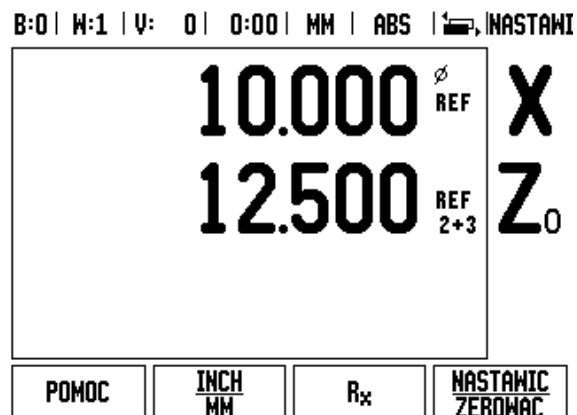 B:0 | W:1 | V: 0 | 0:00 | MM | ABS | NASTAWI
10.000 Ø REF X
12.500 REF 2+3 Z0
POMOC
INCH
MM
Rx
NASTAWIC
ZEROWAC